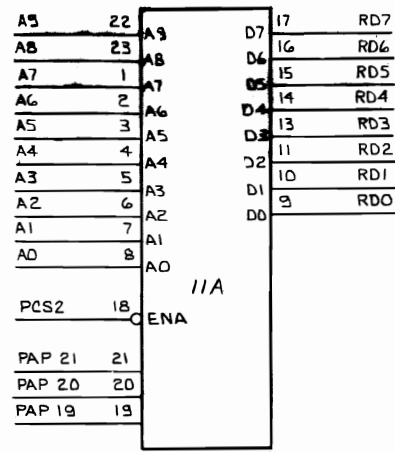 A9 22 A9 D7 17 RD7
A8 23 A8 D6 16 RD6
A7 1 A7 D5 15 RD5
A6 2 A6 D4 14 RD4
A5 3 A5 D3 13 RD3
A4 4 A4 D2 11 RD2
A3 5 A3 D1 10 RD1
A2 6 A2 D0 9 RD0
A1 7 A1
A0 8 A0
11A
PCS2 18 ENA
PAP 21 21
PAP 20 20
PAP 19 19